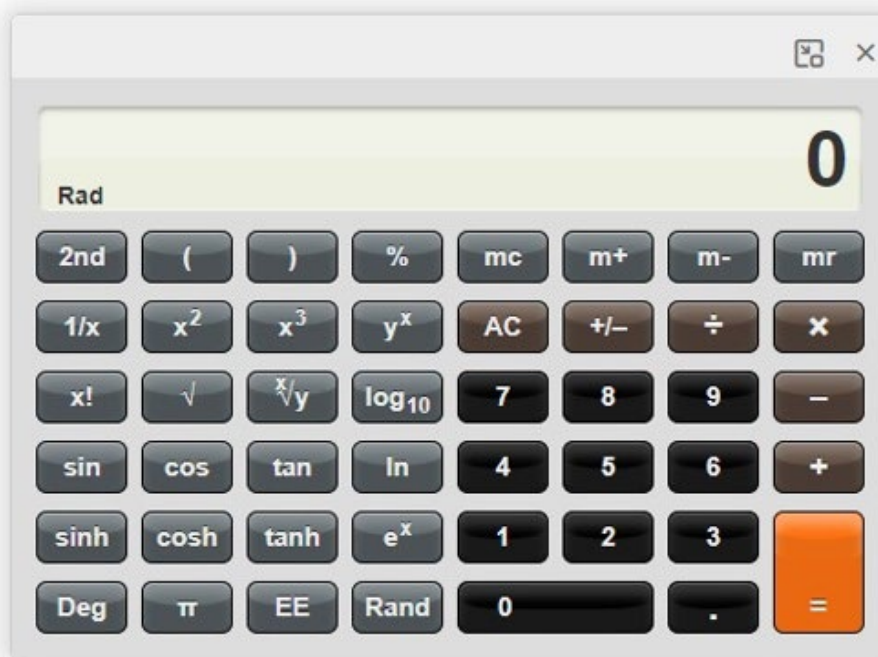 0
Rad
2nd ( ) % mc m+ m- mr
1/x x² x³ yˣ AC +/− ÷ ×
x! √ ˣ√y log₁₀ 7 8 9 −
sin cos tan ln 4 5 6 +
sinh cosh tanh eˣ 1 2 3
Deg π EE Rand 0 . =